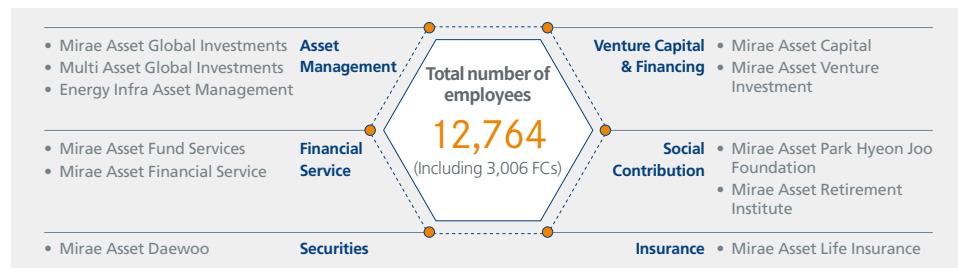 • Mirae Asset Global Investments
• Multi Asset Global Investments
• Energy Infra Asset Management
Asset
Management
Total number of
employees
12,764
(Including 3,006 FCs)
Venture Capital
& Financing
• Mirae Asset Capital
• Mirae Asset Venture
Investment
• Mirae Asset Fund Services
• Mirae Asset Financial Service
Financial
Service
Social
Contribution
• Mirae Asset Park Hyeon Joo
Foundation
• Mirae Asset Retirement
Institute
• Mirae Asset Daewoo
Securities
Insurance
• Mirae Asset Life Insurance